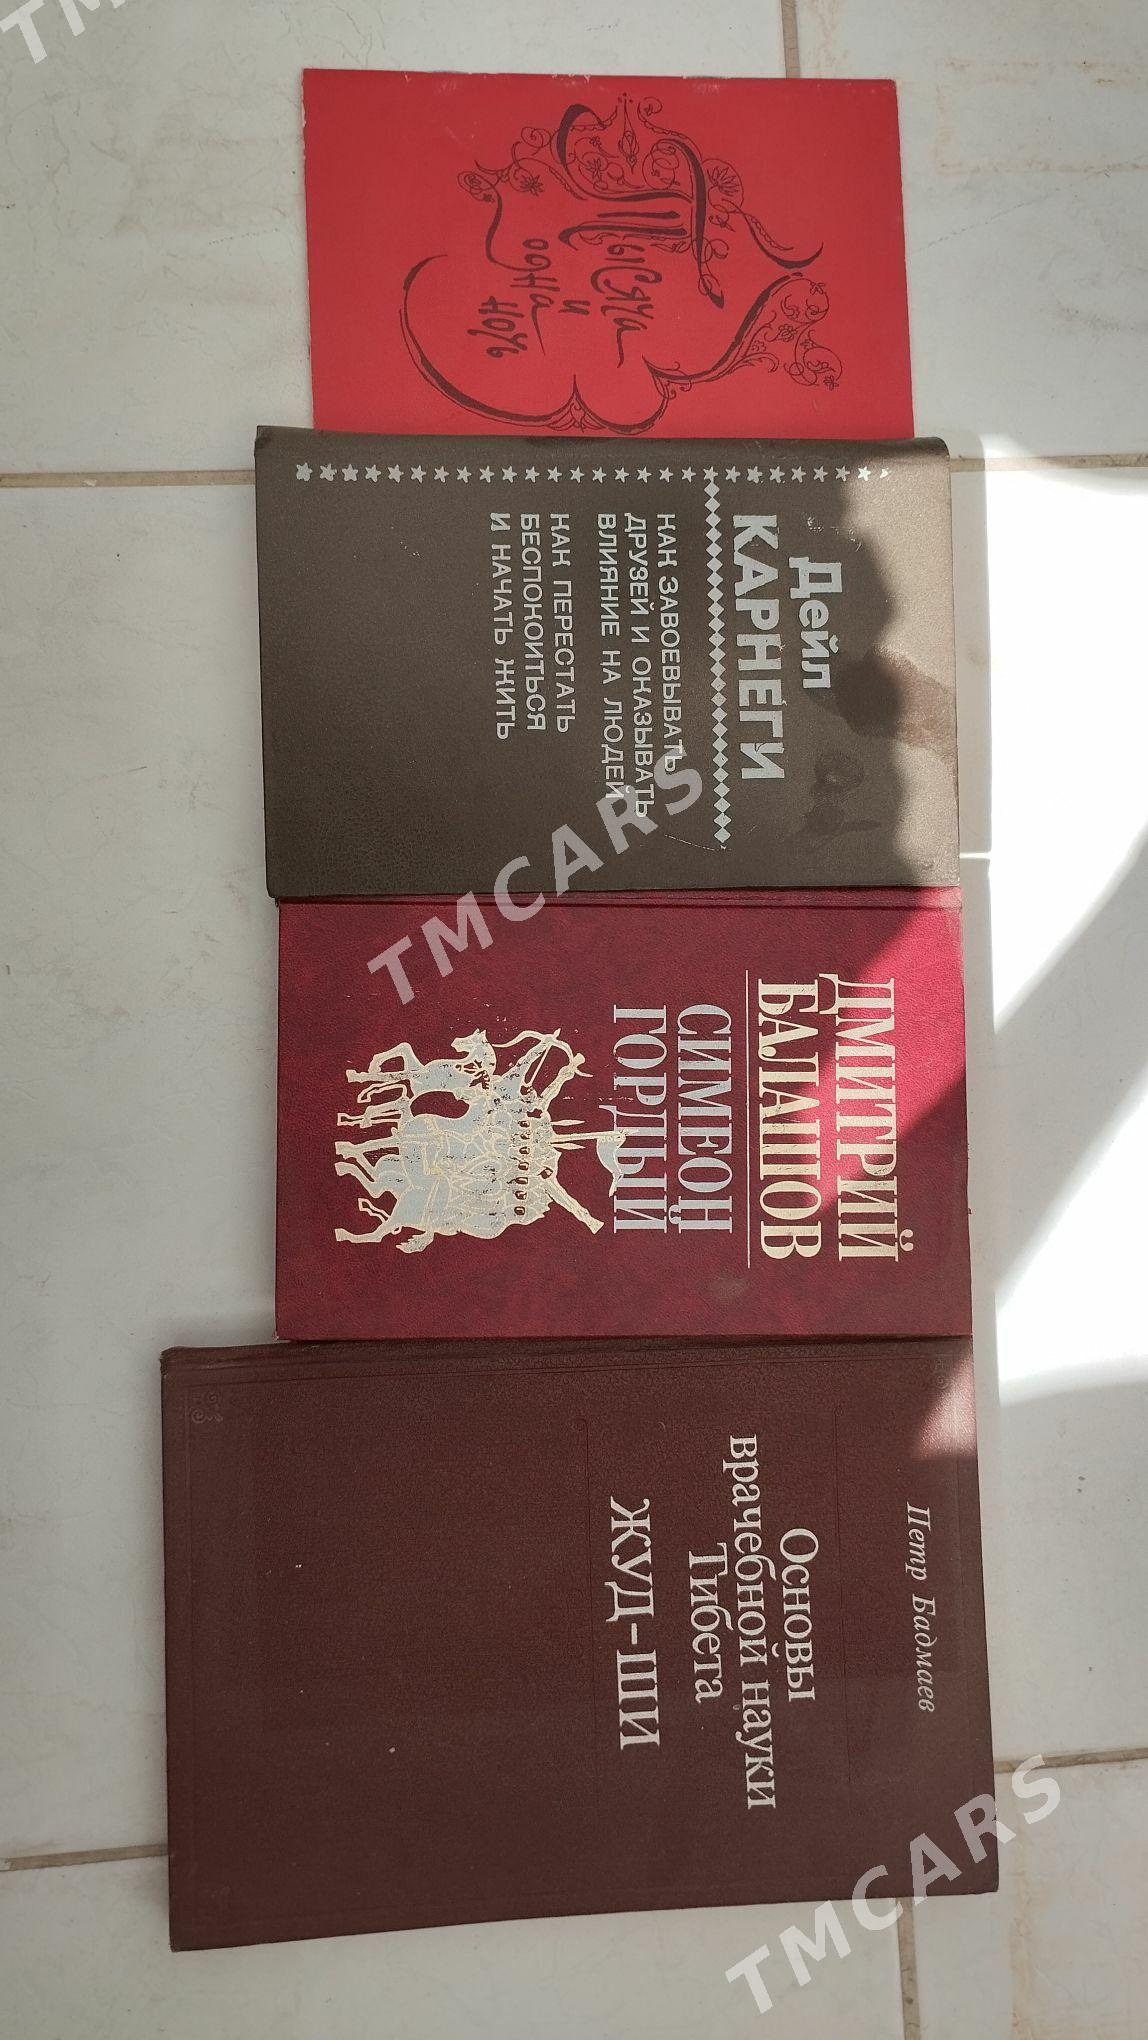 Тысяча
и
одна
ночь
Дейл
КАРНЕГИ
КАК ЗАВОЕВЫВАТЬ
ДРУЗЕЙ И ОКАЗЫВАТЬ
ВЛИЯНИЕ НА ЛЮДЕЙ
КАК ПЕРЕСТАТЬ
БЕСПОКОИТЬСЯ
И НАЧАТЬ ЖИТЬ
ДМИТРИЙ
БАЛАШОВ
СИМЕОН
ГОРДЫЙ
Петр Бадмаев
Основы
врачебной науки
Тибета
ЖУД-ШИ
TMCARS
TMCARS